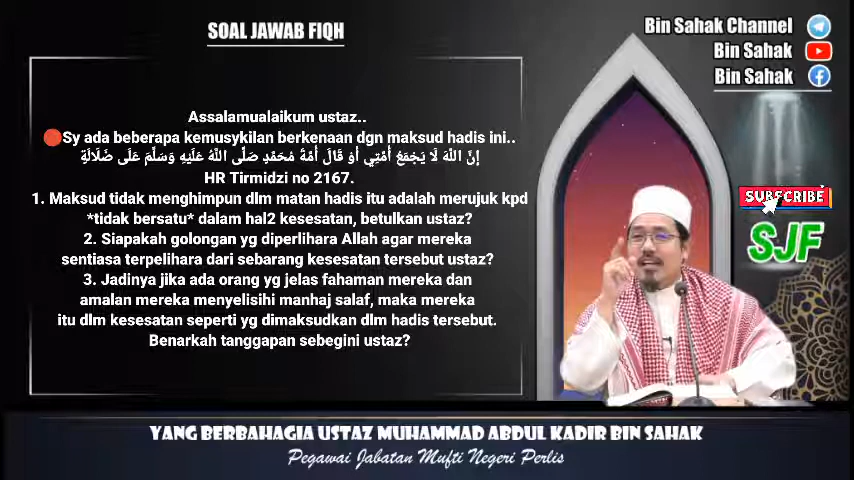 SOAL JAWAB FIQH
Bin Sahak Channel
Bin Sahak
Bin Sahak
Assalamualaikum ustaz..
🔴Sy ada beberapa kemusykilan berkenaan dgn maksud hadis ini..
إِنَّ اللَّهَ لَا يَجْمَعُ أُمَّتِي أَوْ قَالَ أُمَّةَ مُحَمَّدٍ صَلَّى اللَّهُ عَلَيْهِ وَسَلَّمَ عَلَى ضَلَالَةٍ
HR Tirmidzi no 2167.
1. Maksud tidak menghimpun dlm matan hadis itu adalah merujuk kpd
*tidak bersatu* dalam hal2 kesesatan, betulkan ustaz?
2. Siapakah golongan yg diperlihara Allah agar mereka
sentiasa terpelihara dari sebarang kesesatan tersebut ustaz?
3. Jadinya jika ada orang yg jelas fahaman mereka dan
amalan mereka menyelisihi manhaj salaf, maka mereka
itu dlm kesesatan seperti yg dimaksudkan dlm hadis tersebut.
Benarkah tanggapan sebegini ustaz?
SUBSCRIBE
SJF
YANG BERBAHAGIA USTAZ MUHAMMAD ABDUL KADIR BIN SAHAK
Pegawai Jabatan Mufti Negeri Perlis